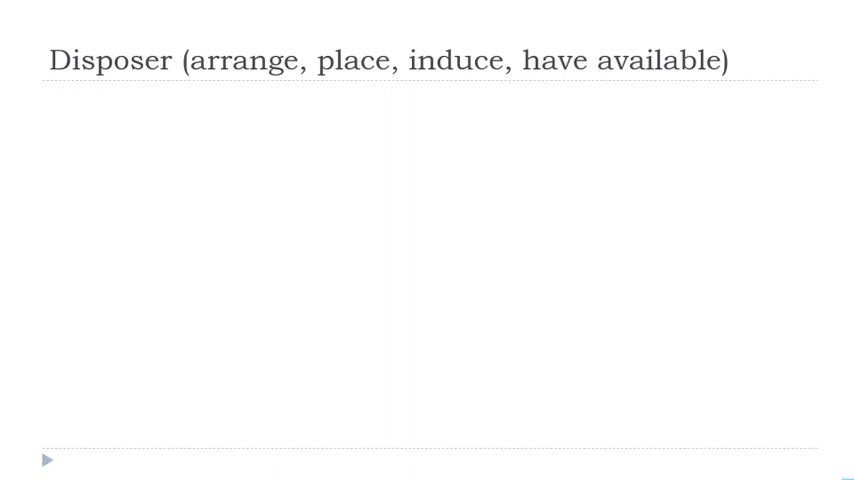 Disposer (arrange, place, induce, have available)